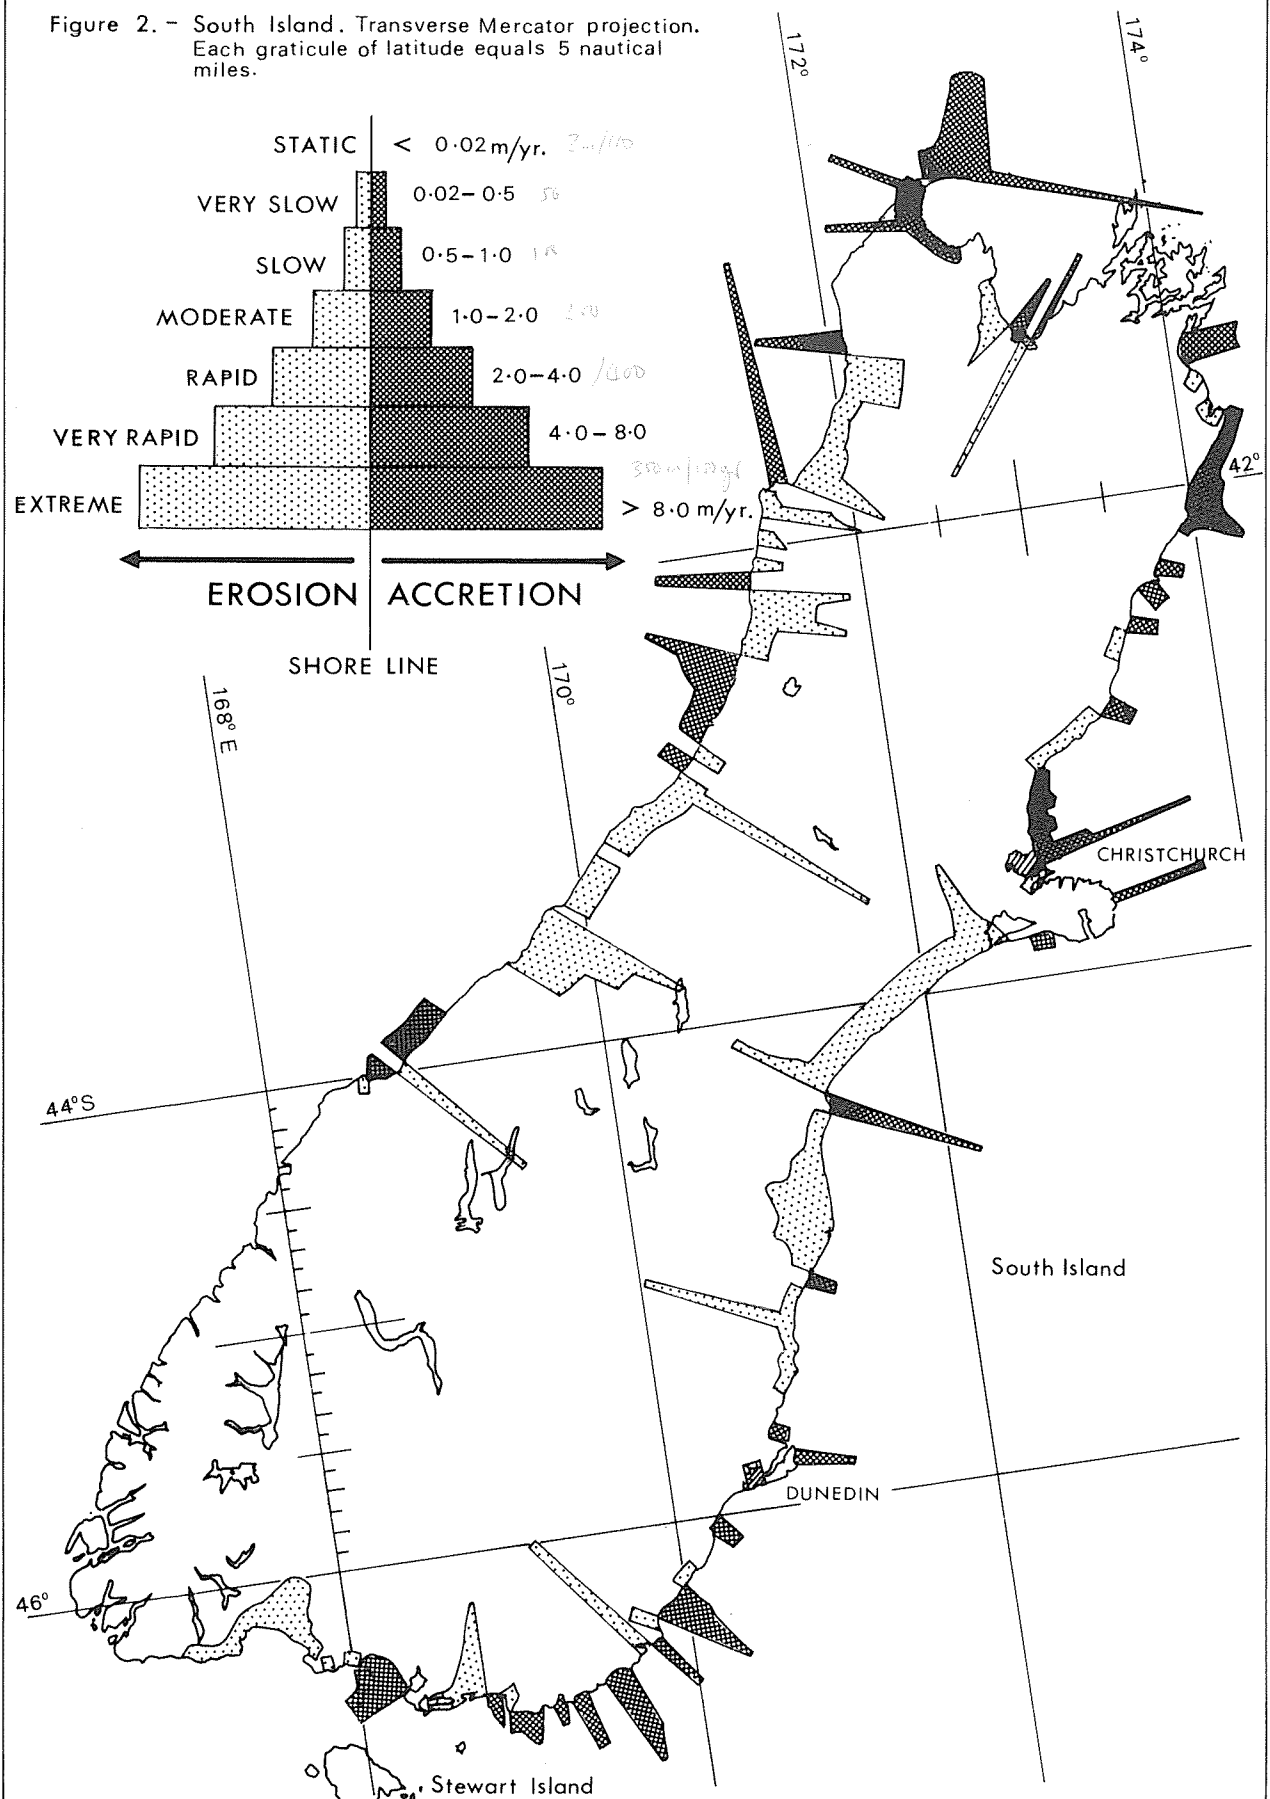 Figure 2. – South Island. Transverse Mercator projection.
Each graticule of latitude equals 5 nautical
miles.
172°
174°
STATIC < 0·02 m/yr.
VERY SLOW 0·02–0·5
SLOW 0·5–1·0
MODERATE 1·0–2·0
RAPID 2·0–4·0
VERY RAPID 4·0–8·0
EXTREME > 8·0 m/yr.
EROSION ACCRETION
SHORE LINE
42°
168° E
170°
CHRISTCHURCH
44°S
South Island
DUNEDIN
46°
Stewart Island